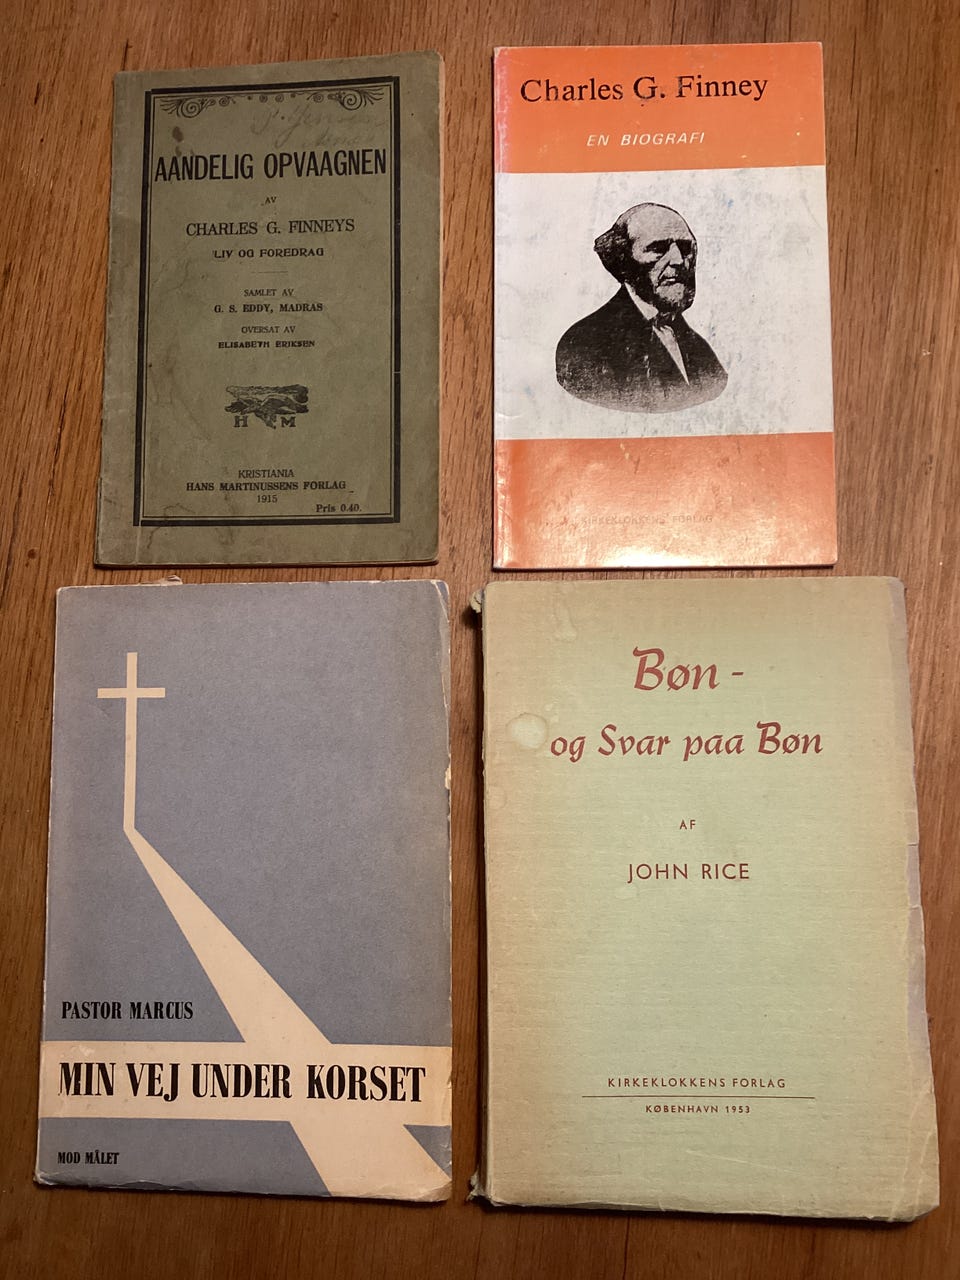 AANDELIG OPVAAGNEN
AV
CHARLES G. FINNEYS
LIV OG FOREDRAG
SAMLET AV
G. S. EDDY, MADRAS
OVERSAT AV
ELISABETH ERIKSEN
H M
KRISTIANIA
HANS MARTINUSSENS FORLAG
1915
Pris 0.40.
Charles G. Finney
EN BIOGRAFI
KIRKEKLOKKENS FORLAG
PASTOR MARCUS
MIN VEJ UNDER KORSET
MOD MÅLET
Bøn -
og Svar paa Bøn
AF
JOHN RICE
KIRKEKLOKKENS FORLAG
KØBENHAVN 1953